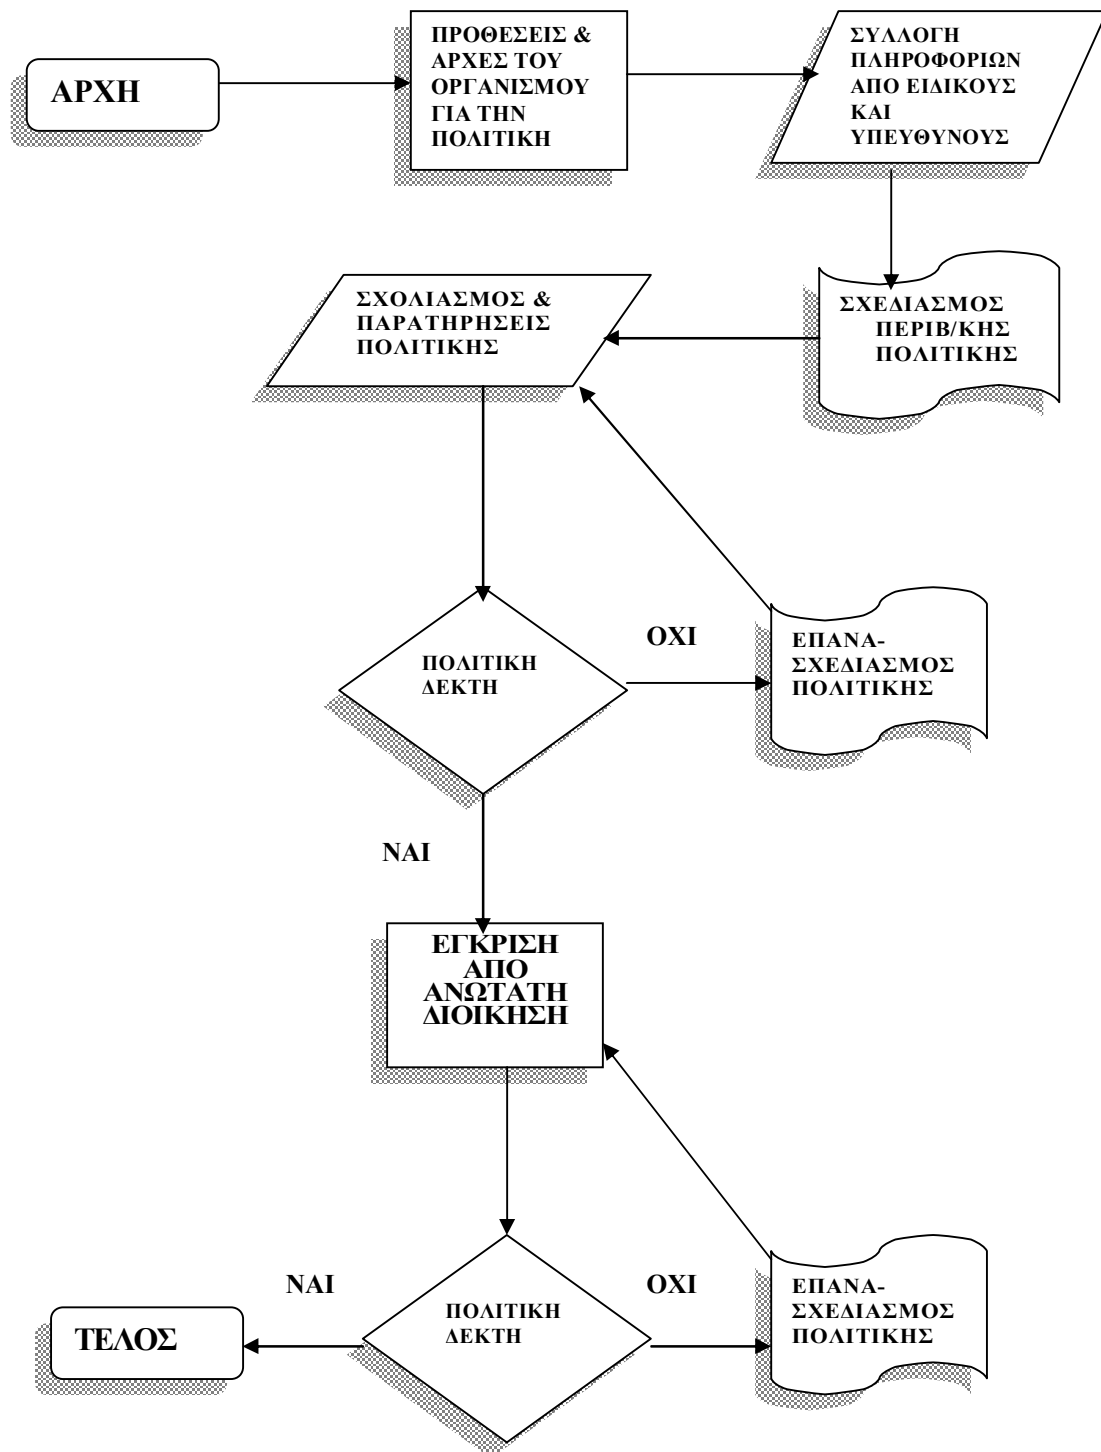 ΑΡΧΗ
ΠΡΟΘΕΣΕΙΣ &
ΑΡΧΕΣ ΤΟΥ
ΟΡΓΑΝΙΣΜΟΥ
ΓΙΑ ΤΗΝ
ΠΟΛΙΤΙΚΗ
ΣΥΛΛΟΓΗ
ΠΛΗΡΟΦΟΡΙΩΝ
ΑΠΟ ΕΙΔΙΚΟΥΣ
ΚΑΙ
ΥΠΕΥΘΥΝΟΥΣ
ΣΧΕΔΙΑΣΜΟΣ
ΠΕΡΙΒ/ΚΗΣ
ΠΟΛΙΤΙΚΗΣ
ΣΧΟΛΙΑΣΜΟΣ &
ΠΑΡΑΤΗΡΗΣΕΙΣ
ΠΟΛΙΤΙΚΗΣ
ΠΟΛΙΤΙΚΗ
ΔΕΚΤΗ
ΟΧΙ
ΕΠΑΝΑ-
ΣΧΕΔΙΑΣΜΟΣ
ΠΟΛΙΤΙΚΗΣ
ΝΑΙ
ΕΓΚΡΙΣΗ
ΑΠΟ
ΑΝΩΤΑΤΗ
ΔΙΟΙΚΗΣΗ
ΠΟΛΙΤΙΚΗ
ΔΕΚΤΗ
ΝΑΙ
ΤΕΛΟΣ
ΟΧΙ
ΕΠΑΝΑ-
ΣΧΕΔΙΑΣΜΟΣ
ΠΟΛΙΤΙΚΗΣ